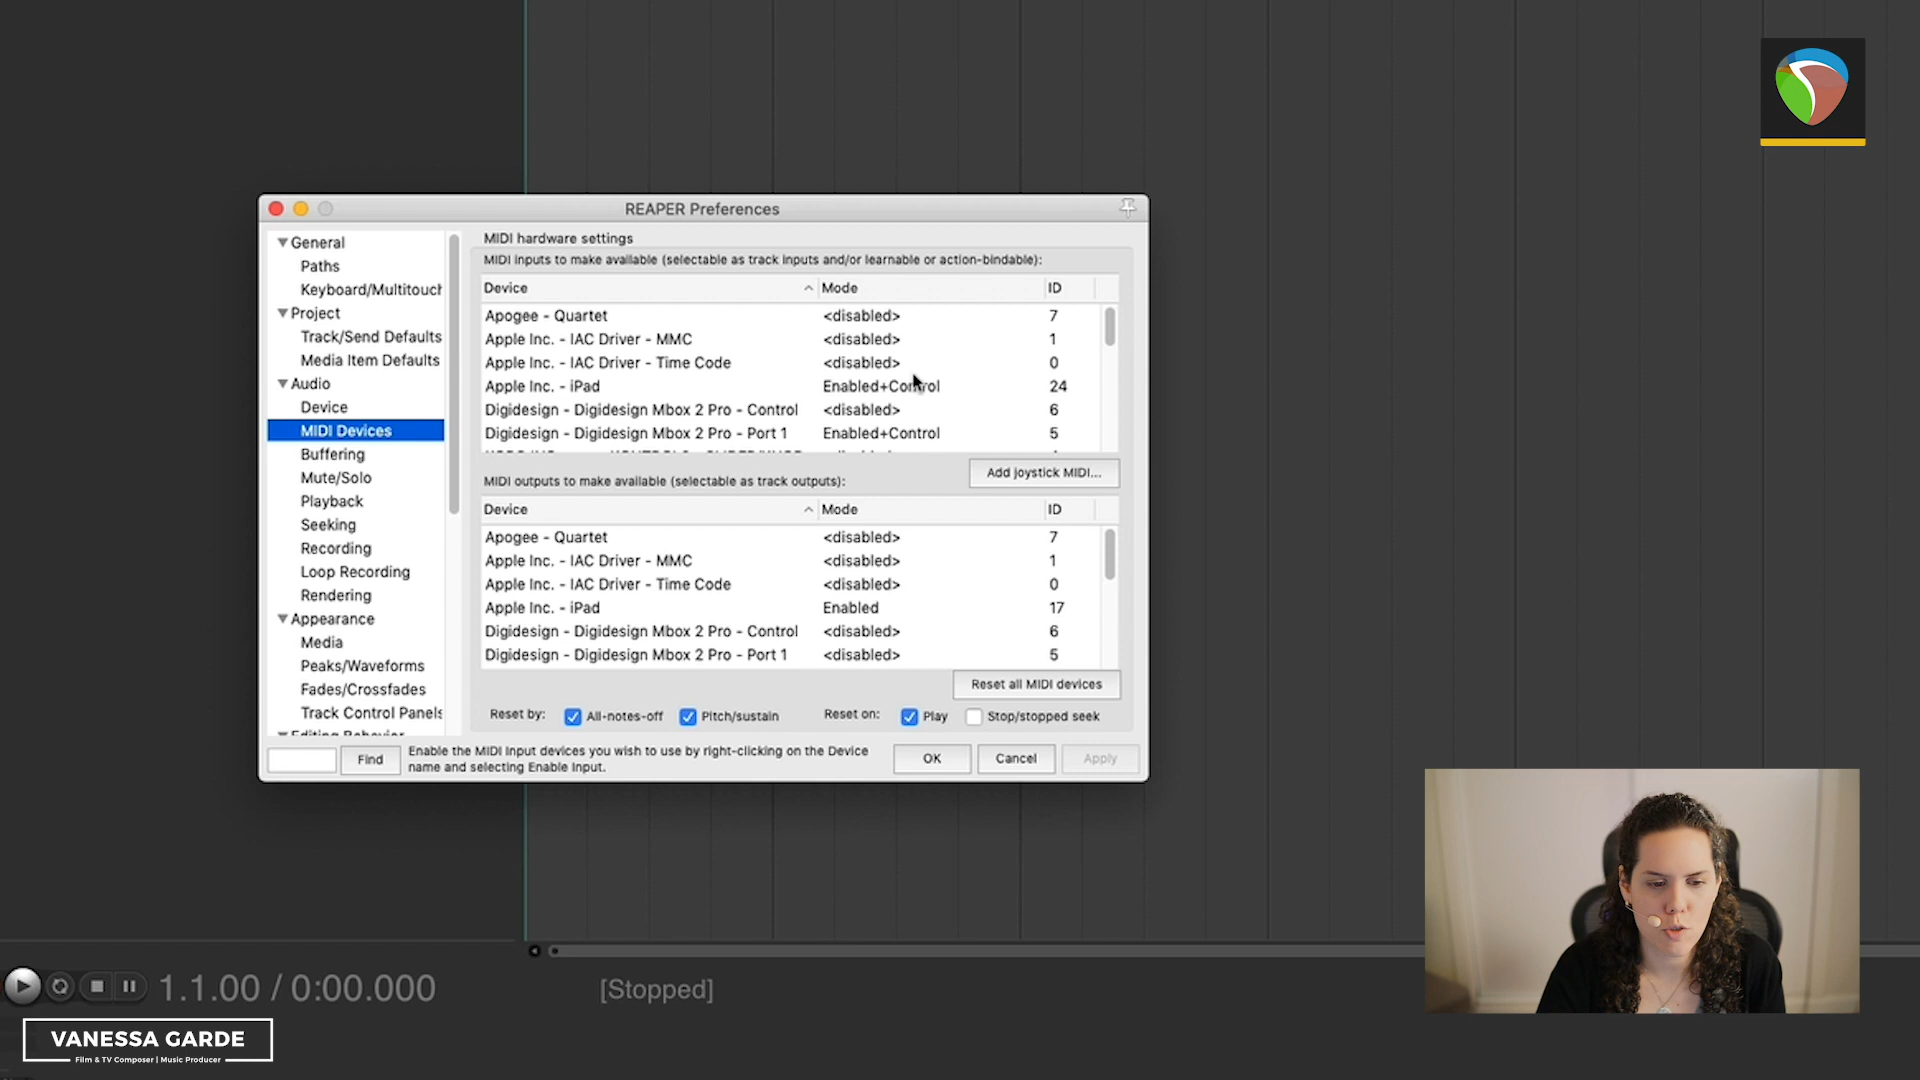 REAPER Preferences
General
Paths
Keyboard/Multitouch
Project
Track/Send Defaults
Media Item Defaults
Audio
Device
MIDI Devices
Buffering
Mute/Solo
Playback
Seeking
Recording
Loop Recording
Rendering
Appearance
Media
Peaks/Waveforms
Fades/Crossfades
Track Control Panels
Editing Behavior
MIDI hardware settings
MIDI inputs to make available (selectable as track inputs and/or learnable or action-bindable):
Device Mode ID
Apogee - Quartet <disabled> 7
Apple Inc. - IAC Driver - MMC <disabled> 1
Apple Inc. - IAC Driver - Time Code <disabled> 0
Apple Inc. - iPad Enabled+Control 24
Digidesign - Digidesign Mbox 2 Pro - Control <disabled> 6
Digidesign - Digidesign Mbox 2 Pro - Port 1 Enabled+Control 5
Add joystick MIDI...
MIDI outputs to make available (selectable as track outputs):
Device Mode ID
Apogee - Quartet <disabled> 7
Apple Inc. - IAC Driver - MMC <disabled> 1
Apple Inc. - IAC Driver - Time Code <disabled> 0
Apple Inc. - iPad Enabled 17
Digidesign - Digidesign Mbox 2 Pro - Control <disabled> 6
Digidesign - Digidesign Mbox 2 Pro - Port 1 <disabled> 5
Reset all MIDI devices
Reset by: All-notes-off Pitch/sustain Reset on: Play Stop/stopped seek
Find
Enable the MIDI Input devices you wish to use by right-clicking on the Device
name and selecting Enable Input.
OK Cancel Apply
1.1.00 / 0:00.000 [Stopped]
VANESSA GARDE
Film & TV Composer | Music Producer